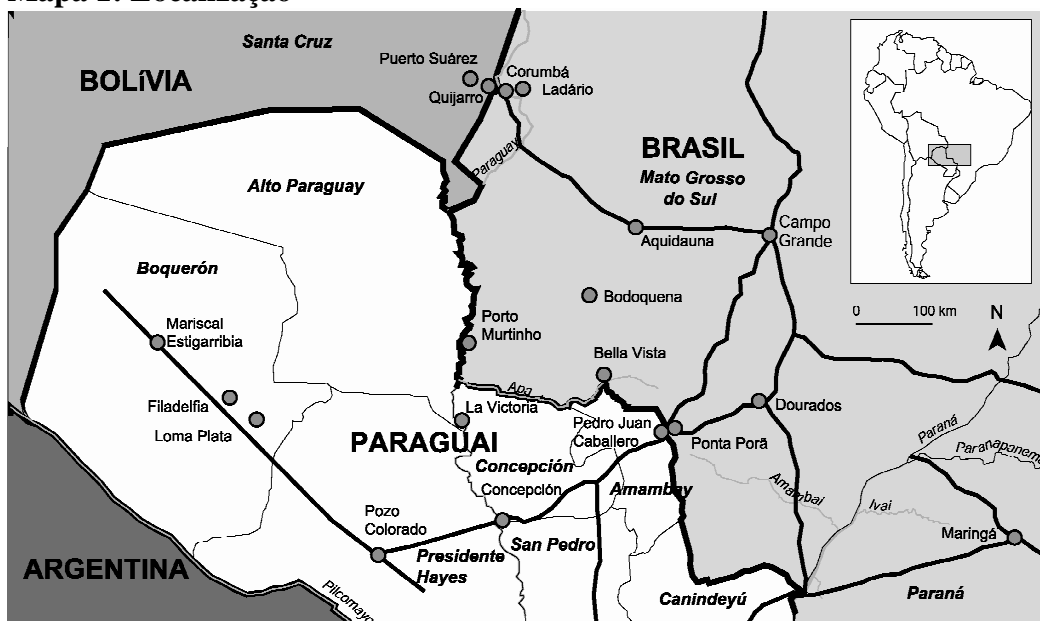 Mapa 1: Localização
Santa Cruz
BOLíVIA
Puerto Suárez
Corumbá
Quijarro
Ladário
Paraguay
BRASIL
Mato Grosso
do Sul
Alto Paraguay
Campo
Grande
Aquidauna
Boquerón
Bodoquena
0
100 km
N
Mariscal
Estigarribia
Porto
Murtinho
Bella Vista
Apa
Filadelfia
La Victoria
Dourados
Loma Plata
PARAGUAI
Pedro Juan
Caballero
Ponta Porã
Paraná
Paranapanema
Concepción
Concepción
Amambay
Amambai
Ivai
Pozo
Colorado
San Pedro
Maringá
ARGENTINA
Presidente
Hayes
Pilcomayo
Canindeyú
Paraná